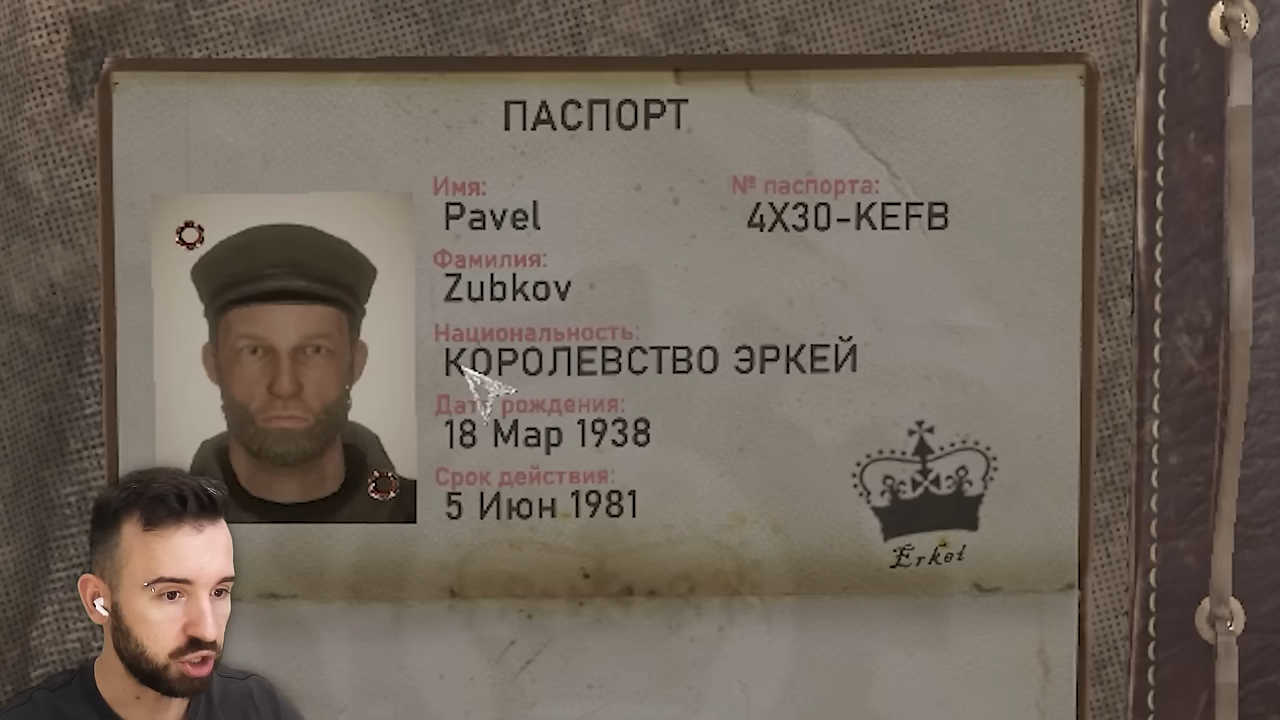 ПАСПОРТ
Имя:
Pavel
№ паспорта:
4X30-KEFB
Фамилия:
Zubkov
Национальность:
КОРОЛЕВСТВО ЭРКЕЙ
Дата рождения:
18 Мар 1938
Срок действия:
5 Июн 1981
Erkei